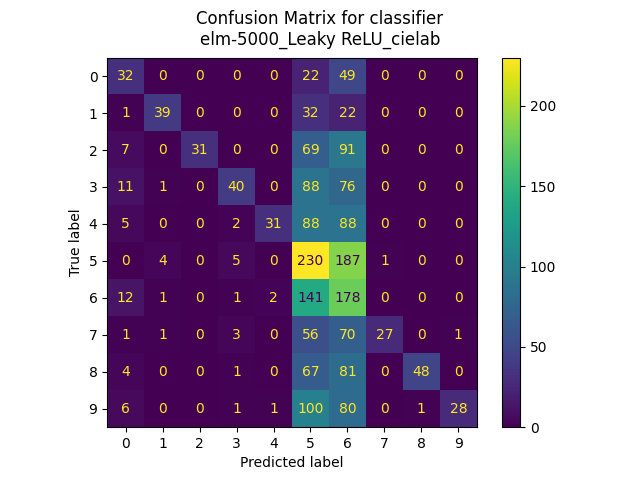 Confusion Matrix for classifier
elm-5000_Leaky ReLU_cielab
0 32 0 0 0 0 22 49 0 0 0
1 1 39 0 0 0 32 22 0 0 0
2 7 0 31 0 0 69 91 0 0 0
3 11 1 0 40 0 88 76 0 0 0
4 5 0 0 2 31 88 88 0 0 0
5 0 4 0 5 0 230 187 1 0 0
6 12 1 0 1 2 141 178 0 0 0
7 1 1 0 3 0 56 70 27 0 1
8 4 0 0 1 0 67 81 0 48 0
9 6 0 0 1 1 100 80 0 1 28
0 1 2 3 4 5 6 7 8 9
Predicted label
True label
200
150
100
50
0